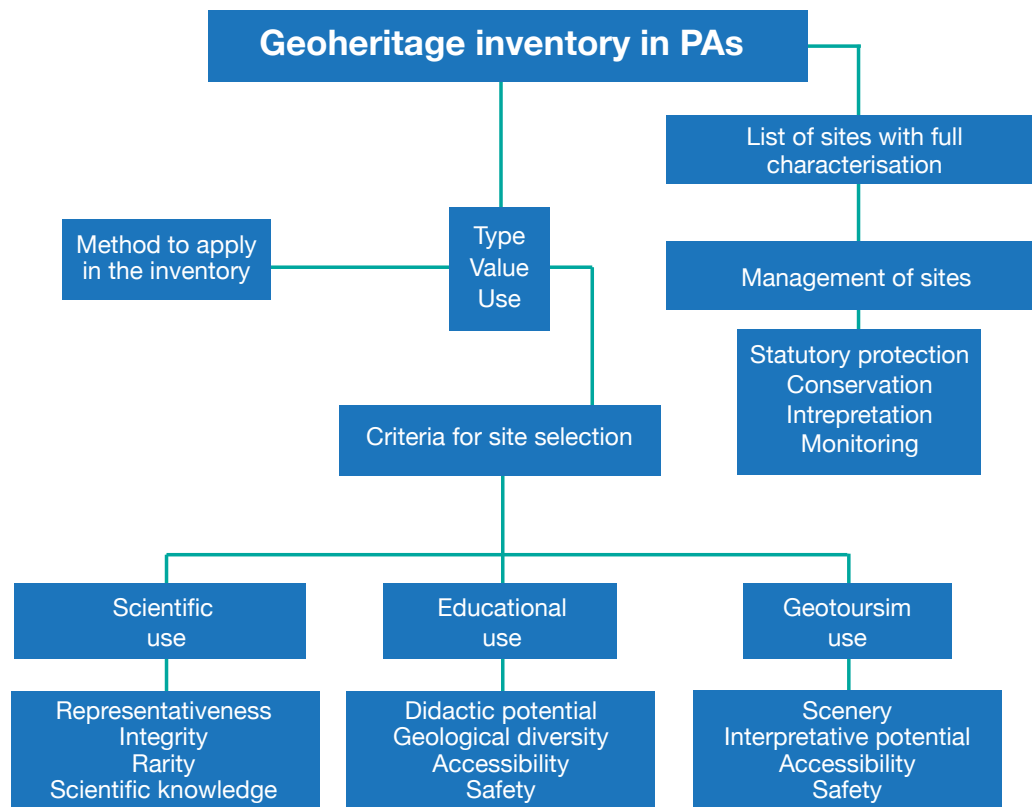 Geoheritage inventory in PAs
List of sites with full
characterisation
Method to apply
in the inventory
Type
Value
Use
Management of sites
Statutory protection
Conservation
Intrepretation
Monitoring
Criteria for site selection
Scientific
use
Educational
use
Geotoursim
use
Representativeness
Integrity
Rarity
Scientific knowledge
Didactic potential
Geological diversity
Accessibility
Safety
Scenery
Interpretative potential
Accessibility
Safety